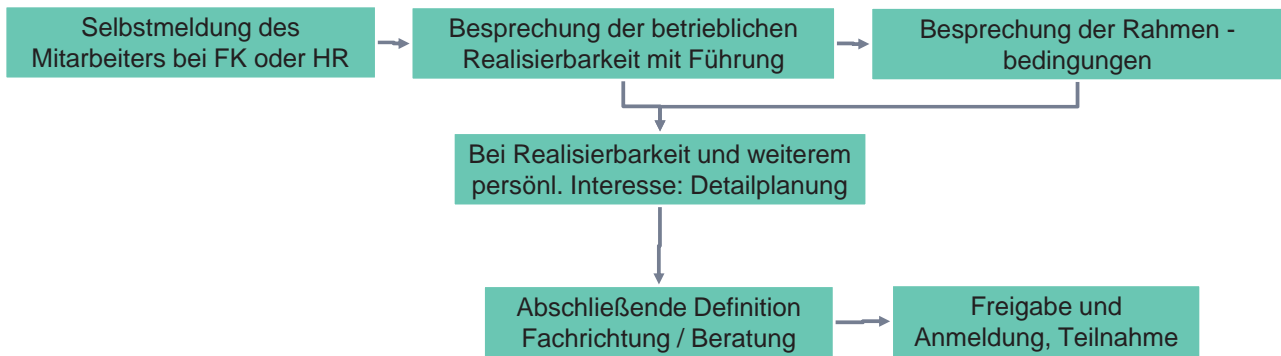 Selbstmeldung des
Mitarbeiters bei FK oder HR
Besprechung der betrieblichen
Realisierbarkeit mit Führung
Besprechung der Rahmen -
bedingungen
Bei Realisierbarkeit und weiterem
persönl. Interesse: Detailplanung
Abschließende Definition
Fachrichtung / Beratung
Freigabe und
Anmeldung, Teilnahme